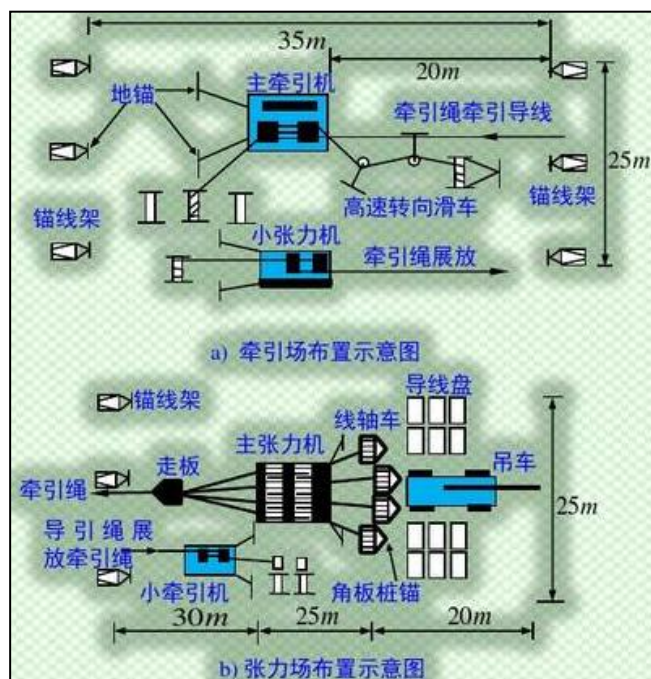 35m
20m
主牵引机
地锚
牵引绳牵引导线
25m
锚线架
高速转向滑车
锚线架
小张力机
牵引绳展放
a) 牵引场布置示意图
导线盘
锚线架
线轴车
主张力机
吊车
走板
牵引绳
25m
导引绳展
放牵引绳
小牵引机
角板桩锚
30m
25m
20m
b) 张力场布置示意图